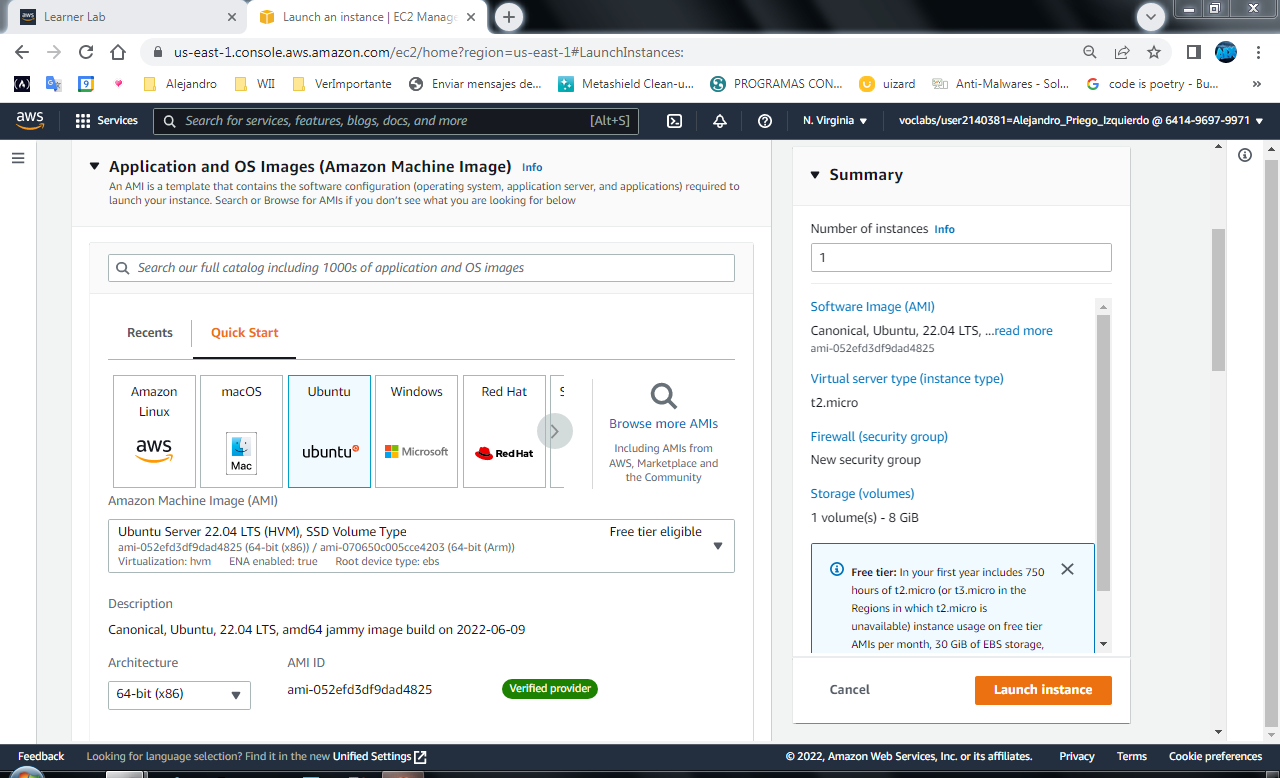 Learner Lab
Launch an instance | EC2 Manage
us-east-1.console.aws.amazon.com/ec2/home?region=us-east-1#LaunchInstances:
Alejandro
WII
VerImportante
Enviar mensajes de...
Metashield Clean-u...
PROGRAMAS CON...
uizard
Anti-Malwares - Sol...
code is poetry - Bu...
»
aws
Services
Search for services, features, blogs, docs, and more
[Alt+S]
N. Virginia
voclabs/user2140381=Alejandro_Priego_Izquierdo @ 6414-9697-9971
Application and OS Images (Amazon Machine Image) Info
An AMI is a template that contains the software configuration (operating system, application server, and applications) required to
launch your instance. Search or Browse for AMIs if you don't see what you are looking for below
Search our full catalog including 1000s of application and OS images
Recents
Quick Start
Amazon
Linux
aws
macOS
Mac
Ubuntu
ubuntu
Windows
Microsoft
Red Hat
Red Hat
S
Browse more AMIs
Including AMIs from
AWS, Marketplace and
the Community
Amazon Machine Image (AMI)
Ubuntu Server 22.04 LTS (HVM), SSD Volume Type
Free tier eligible
ami-052efd3df9dad4825 (64-bit (x86)) / ami-070650c005cce4203 (64-bit (Arm))
Virtualization: hvm ENA enabled: true Root device type: ebs
Description
Canonical, Ubuntu, 22.04 LTS, amd64 jammy image build on 2022-06-09
Architecture
AMI ID
64-bit (x86)
ami-052efd3df9dad4825
Verified provider
Summary
Number of instances Info
1
Software Image (AMI)
Canonical, Ubuntu, 22.04 LTS, ...read more
ami-052efd3df9dad4825
Virtual server type (instance type)
t2.micro
Firewall (security group)
New security group
Storage (volumes)
1 volume(s) - 8 GiB
Free tier: In your first year includes 750
hours of t2.micro (or t3.micro in the
Regions in which t2.micro is
unavailable) instance usage on free tier
AMIs per month, 30 GiB of EBS storage,
Cancel
Launch instance
Feedback
Looking for language selection? Find it in the new Unified Settings
© 2022, Amazon Web Services, Inc. or its affiliates.
Privacy
Terms
Cookie preferences